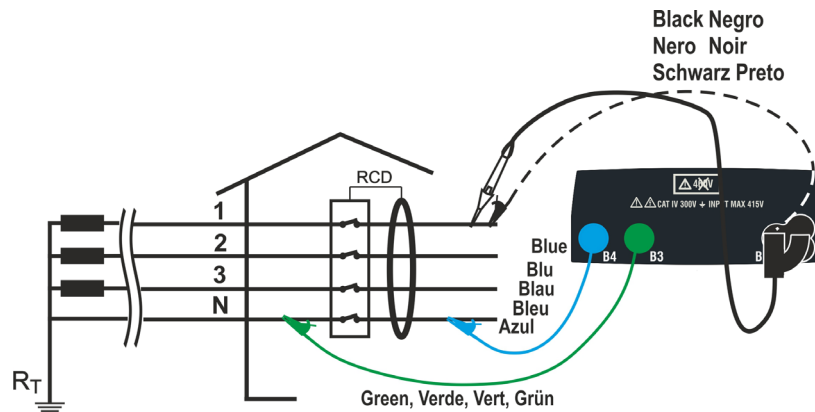 Black Negro
Nero Noir
Schwarz Preto
RCD
CAT IV 300V INPUT MAX 415V
1
2
3
N
Blue
Blu
Blau
Bleu
Azul
B4
B3
B
RT
Green, Verde, Vert, Grün